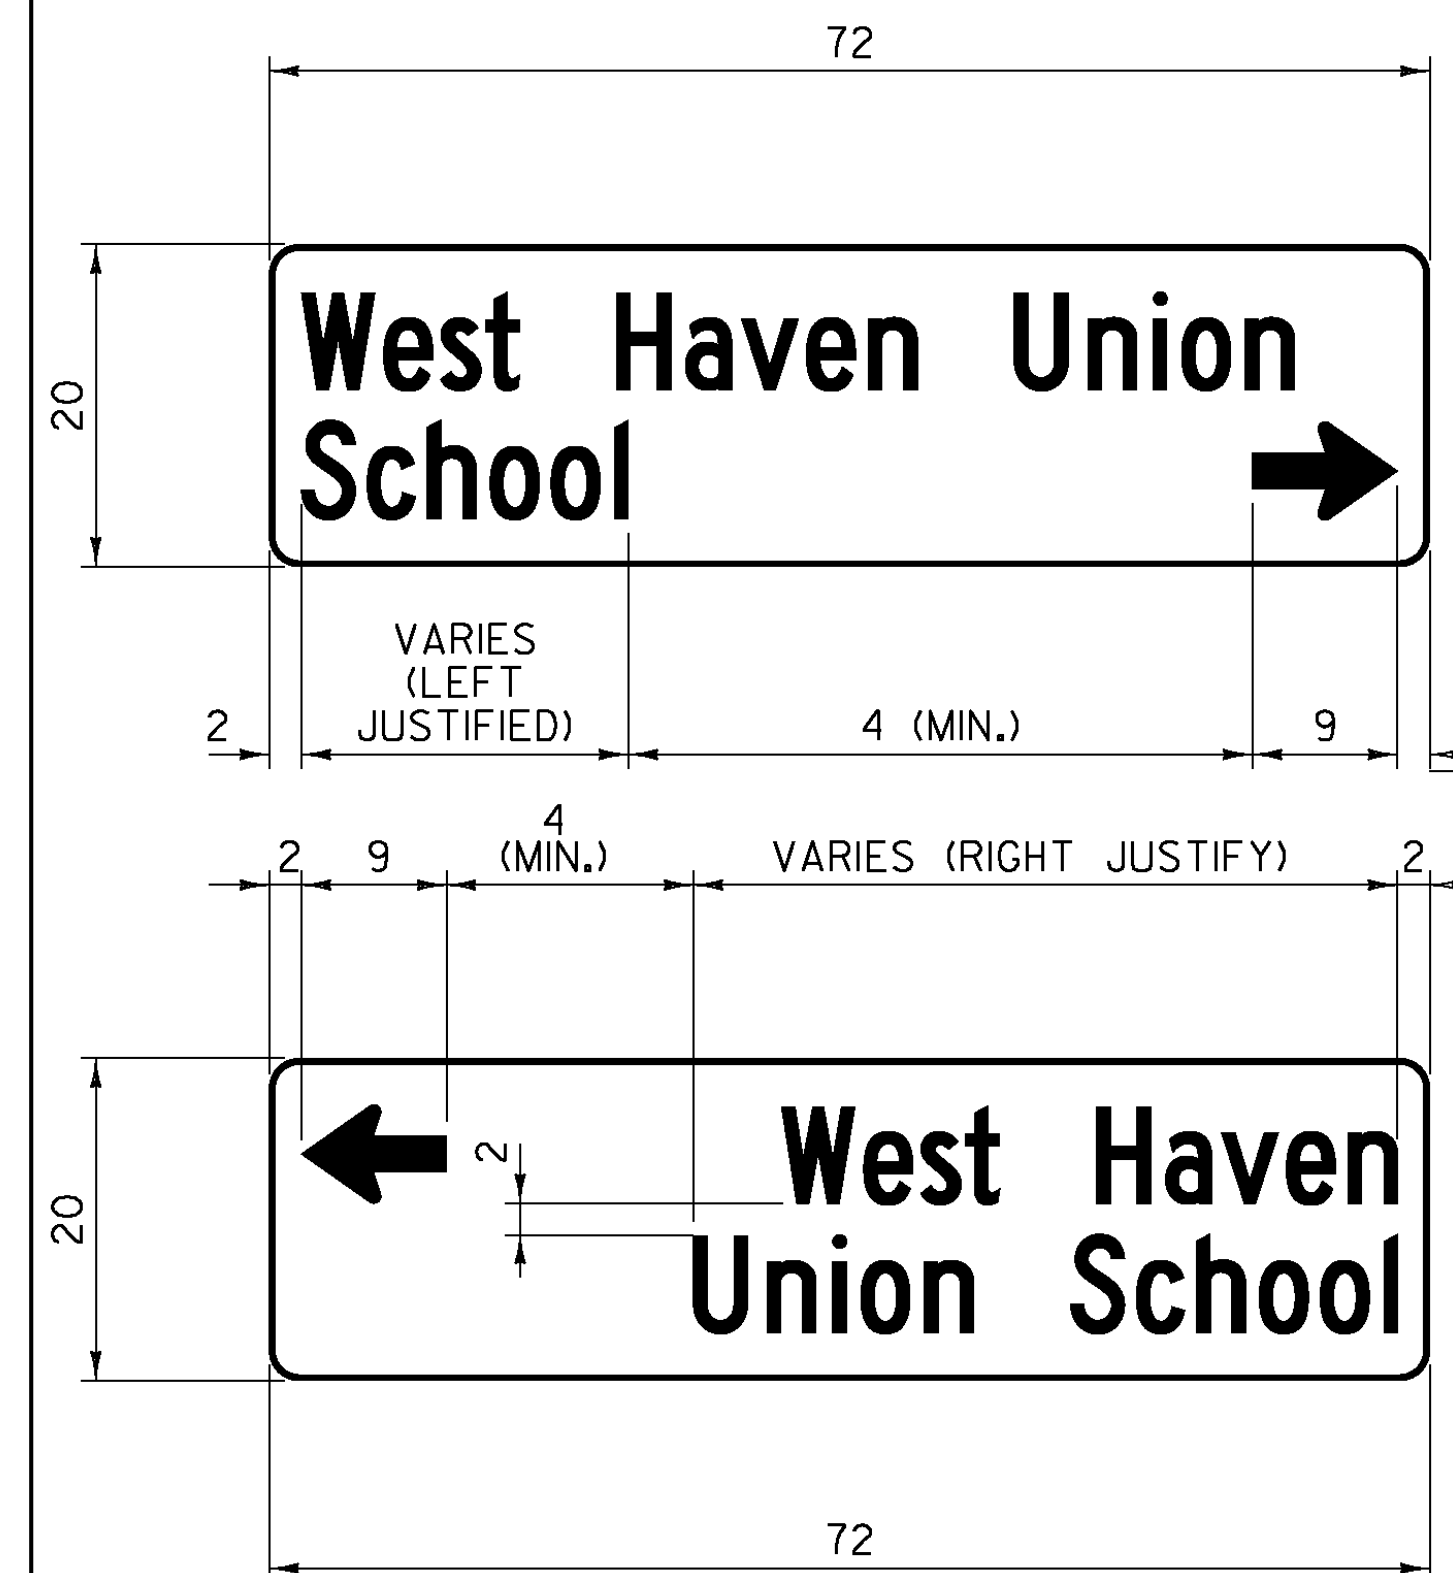 72
20
West Haven Union
School
VARIES
(LEFT
JUSTIFIED)
2
4 (MIN.)
9
4
2
9
(MIN.)
VARIES (RIGHT JUSTIFY)
2
20
2
West Haven
Union School
72